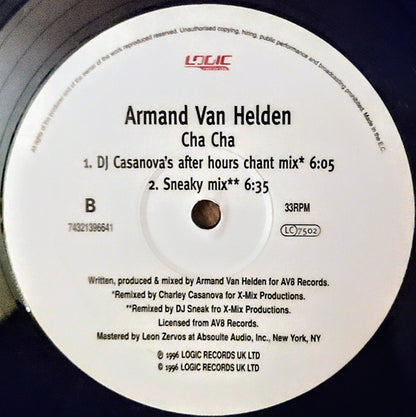 All rights of the producer and of the owner of the work reproduced reserved. Unauthorised copying, hiring, public performance and broadcasting prohibited. Made in the E.C.
LOGIC
RECORDS
Armand Van Helden
Cha Cha
1. DJ Casanova's after hours chant mix* 6:05
2. Sneaky mix** 6:35
B
33RPM
74321396641
LC 7502
Written, produced & mixed by Armand Van Helden for AV8 Records.
*Remixed by Charley Casanova for X-Mix Productions.
**Remixed by DJ Sneak fro X-Mix Productions.
Licensed from AV8 Records.
Mastered by Leon Zervos at Absoulte Audio, Inc., New York, NY
℗ 1996 LOGIC RECORDS UK LTD
© 1996 LOGIC RECORDS UK LTD